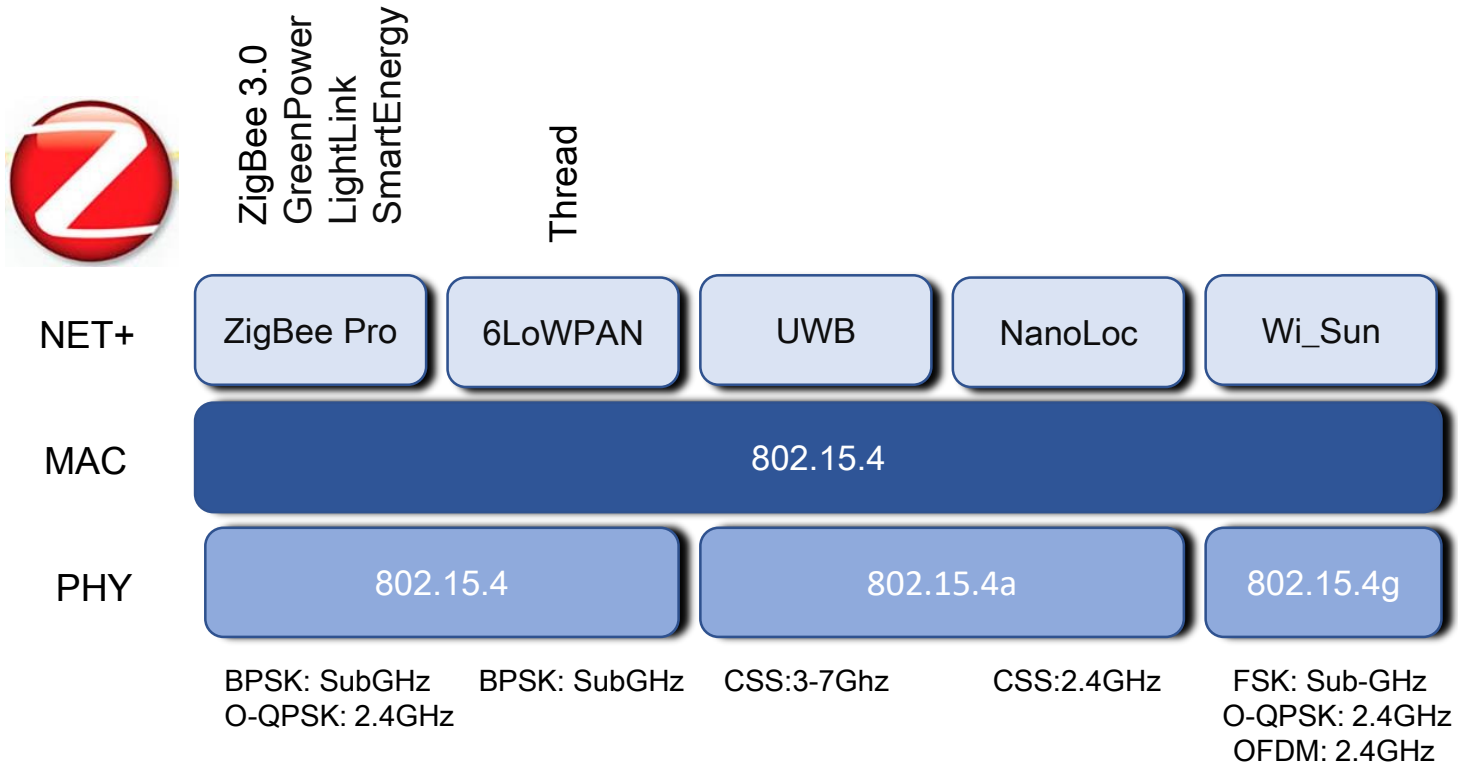 ZigBee 3.0
GreenPower
LightLink
SmartEnergy
Thread
NET+
ZigBee Pro
6LoWPAN
UWB
NanoLoc
Wi_Sun
MAC
802.15.4
PHY
802.15.4
802.15.4a
802.15.4g
BPSK: SubGHz
O-QPSK: 2.4GHz
BPSK: SubGHz
CSS:3-7Ghz
CSS:2.4GHz
FSK: Sub-GHz
O-QPSK: 2.4GHz
OFDM: 2.4GHz